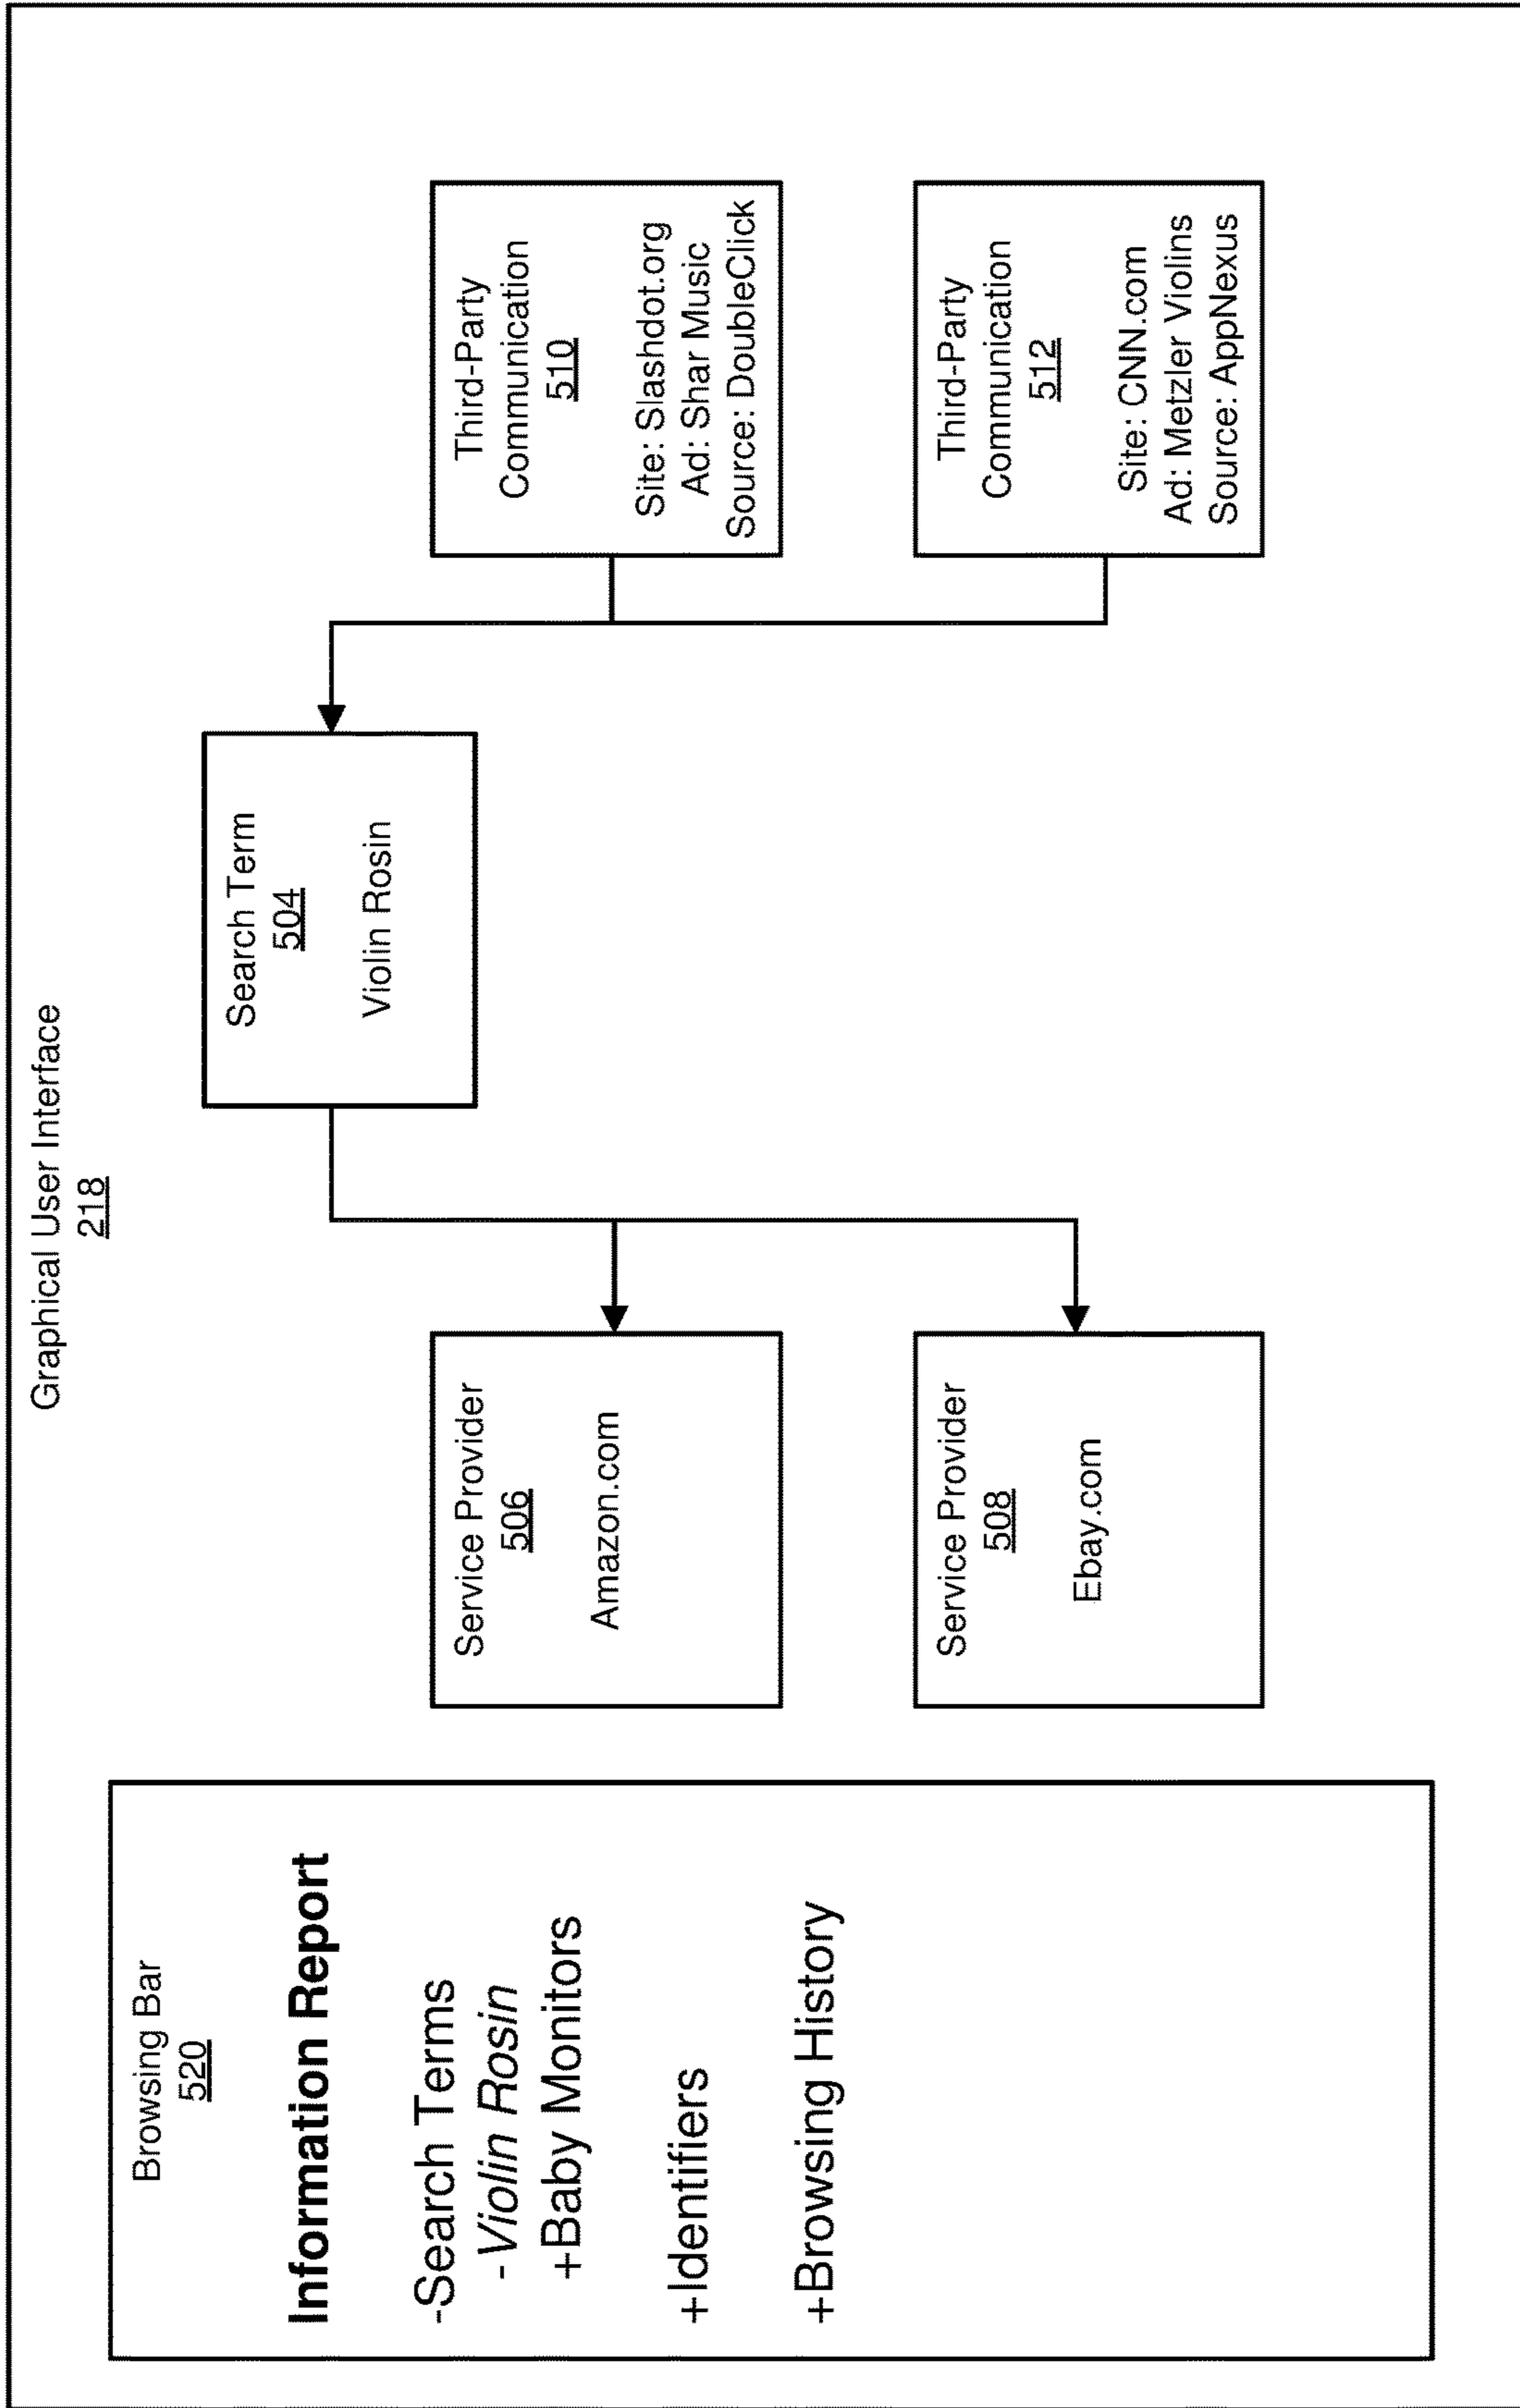 Graphical User Interface
218
Browsing Bar
520
Information Report
-Search Terms
- Violin Rosin
+Baby Monitors
+Identifiers
+Browsing History
Search Term
504
Violin Rosin
Service Provider
506
Amazon.com
Service Provider
508
Ebay.com
Third-Party
Communication
510
Site: Slashdot.org
Ad: Shar Music
Source: DoubleClick
Third-Party
Communication
512
Site: CNN.com
Ad: Metzler Violins
Source: AppNexus